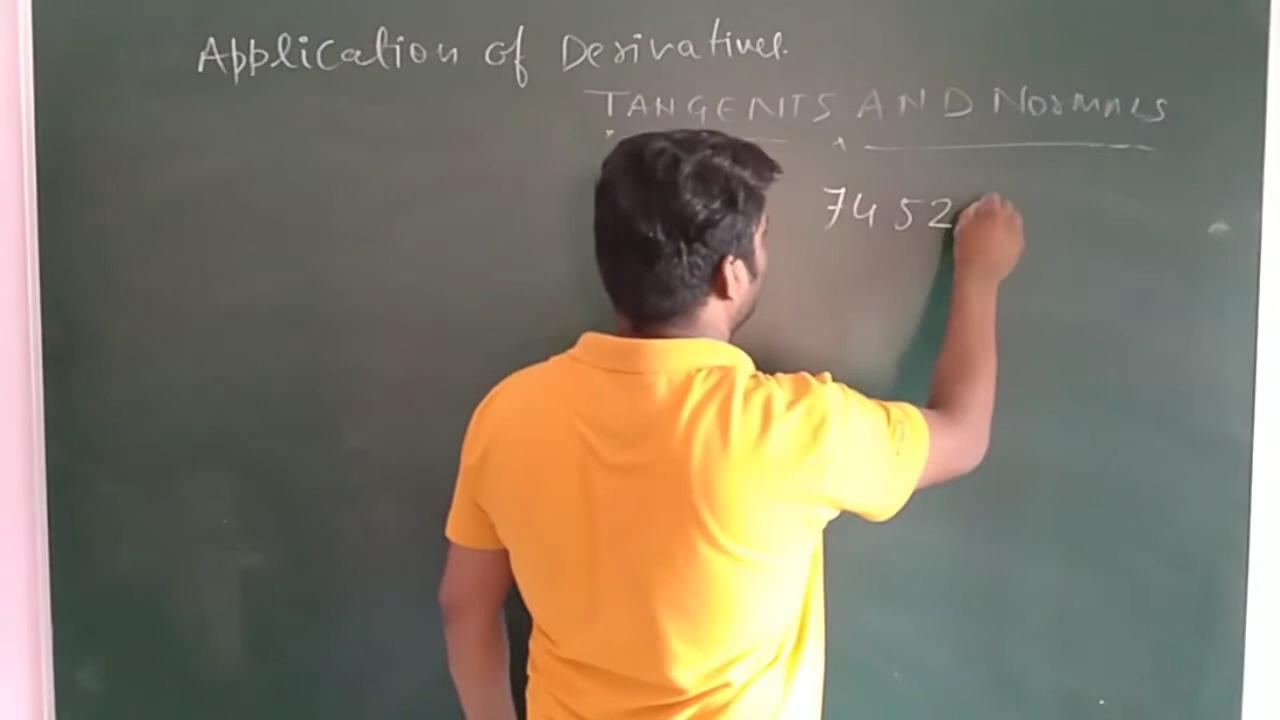 Application of Derivatives.
TANGENTS AND NORMALS
7452